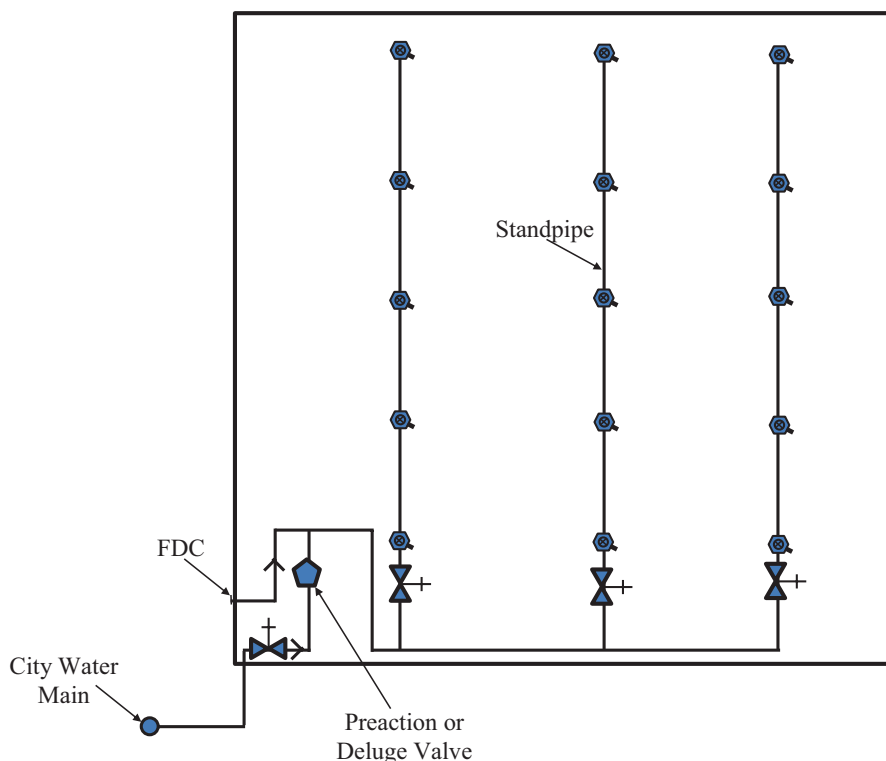 Standpipe
FDC
City Water
Main
Preaction or
Deluge Valve